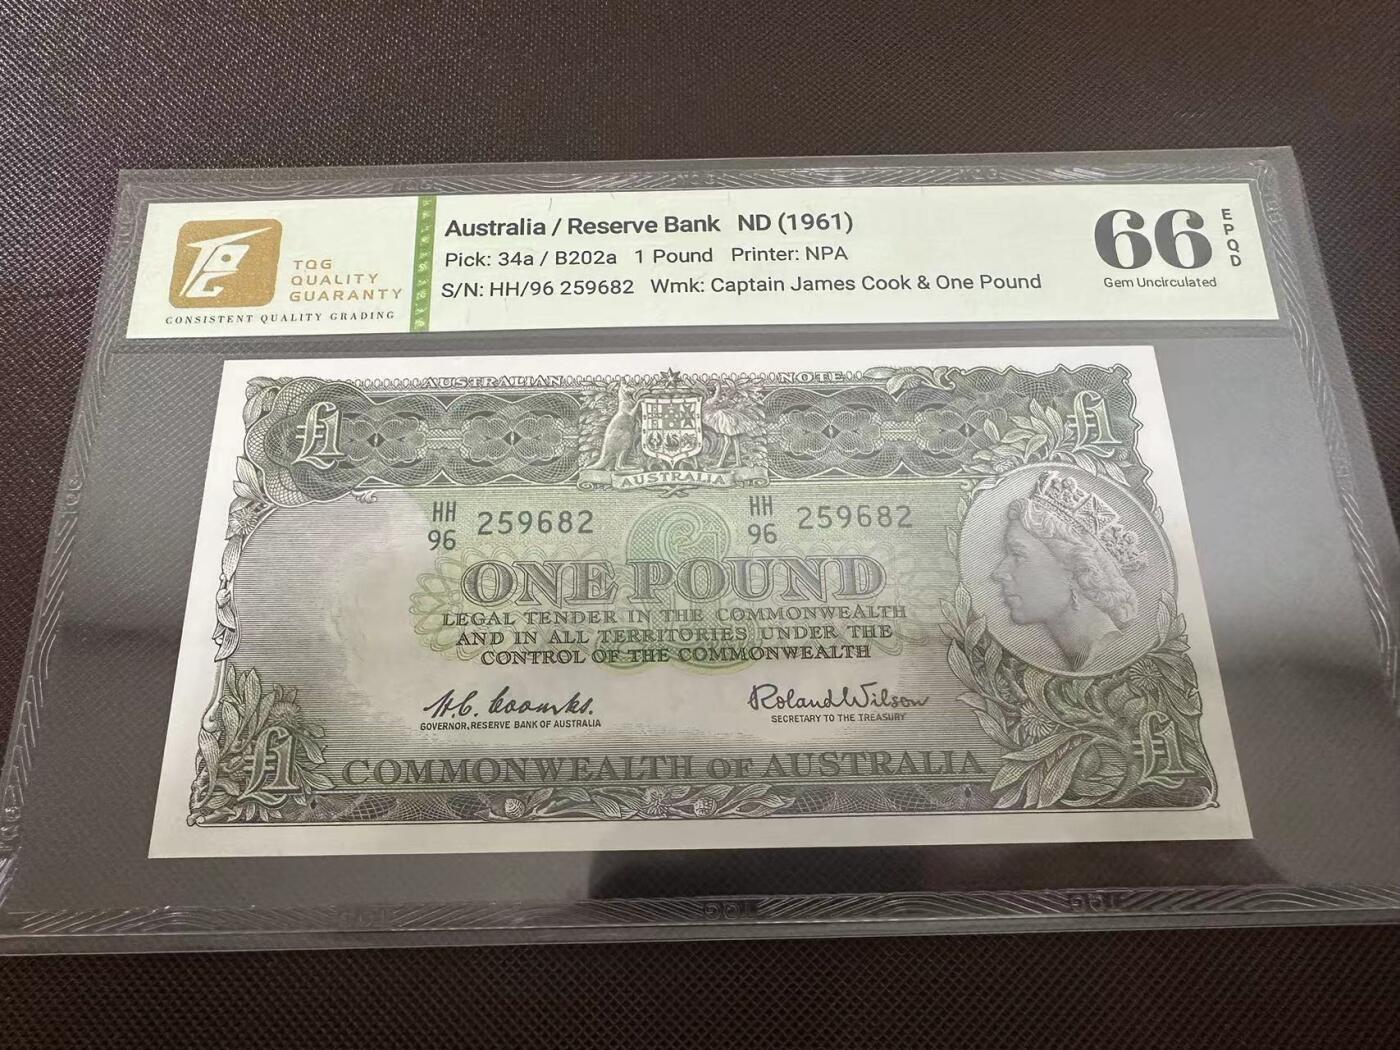 TQG
QUALITY
GUARANTY
CONSISTENT QUALITY GRADING
Australia / Reserve Bank ND (1961)
Pick: 34a / B202a 1 Pound Printer: NPA
S/N: HH/96 259682 Wmk: Captain James Cook & One Pound
66
EPQD
Gem Uncirculated
AUSTRALIAN NOTE
£1 £1
AUSTRALIA
HH
96 259682
HH
96 259682
ONE POUND
LEGAL TENDER IN THE COMMONWEALTH
AND IN ALL TERRITORIES UNDER THE
CONTROL OF THE COMMONWEALTH
H.C. Coombs.
GOVERNOR, RESERVE BANK OF AUSTRALIA
Roland Wilson
SECRETARY TO THE TREASURY
£1 £1
COMMONWEALTH OF AUSTRALIA